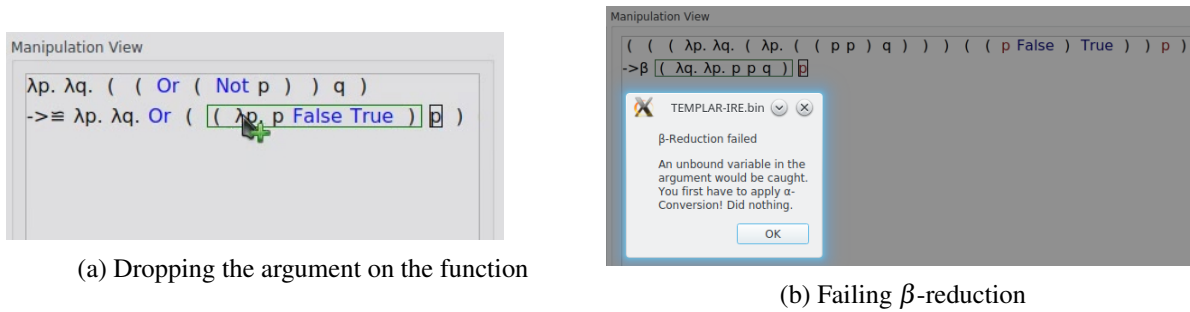 Manipulation View
λp. λq. ( ( Or ( Not p ) ) q )
->≡ λp. λq. Or ( ( λp. p False True ) p )
(a) Dropping the argument on the function
Manipulation View
( ( ( λp. λq. ( λp. ( ( p p ) q ) ) ) ( ( p False ) True ) ) p )
->β ( λq. λp. p p q ) p
TEMPLAR-IRE.bin
β-Reduction failed
An unbound variable in the
argument would be caught.
You first have to apply α-
Conversion! Did nothing.
OK
(b) Failing β-reduction